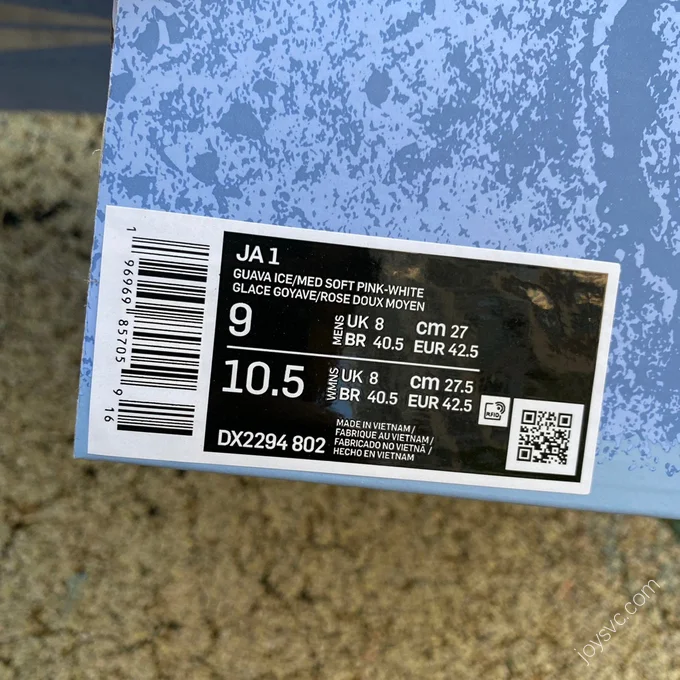 JA 1
GUAVA ICE/MED SOFT PINK-WHITE
GLACE GOYAVE/ROSE DOUX MOYEN
9 MENS UK 8 cm 27
BR 40.5 EUR 42.5
10.5 WMNS UK 8 cm 27.5
BR 40.5 EUR 42.5
DX2294 802
MADE IN VIETNAM/
FABRIQUE AU VIETNAM/
FABRICADO NO VIETNÃ/
HECHO EN VIETNAM
RFID
1 96969 85705 9 16
joysvc.com